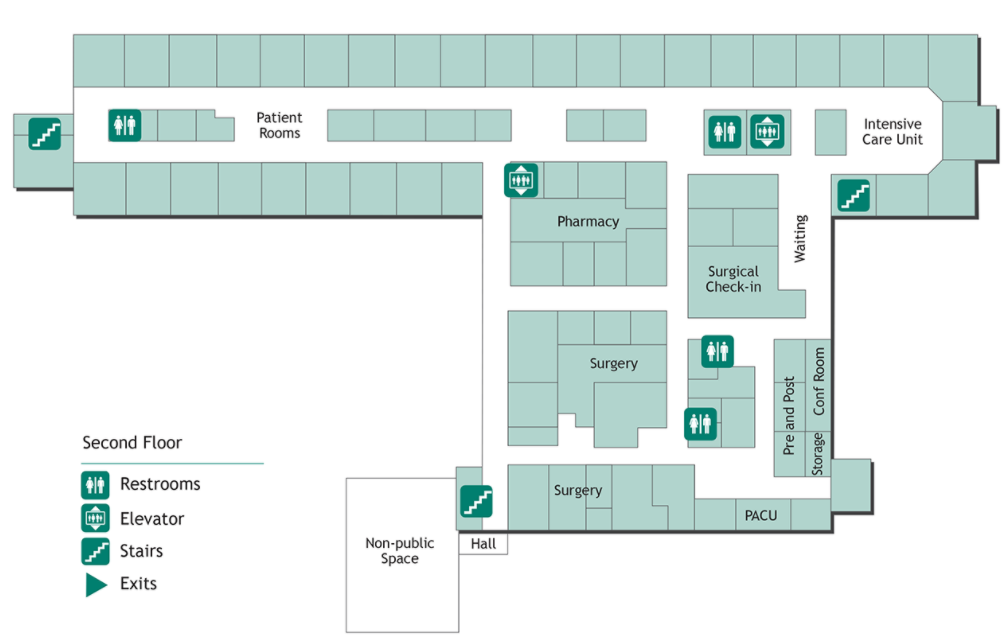 Patient
Rooms
Intensive
Care Unit
Pharmacy
Waiting
Surgical
Check-in
Surgery
Pre and Post
Conf Room
Storage
Second Floor
Restrooms
Elevator
Stairs
Exits
Surgery
PACU
Non-public
Space
Hall